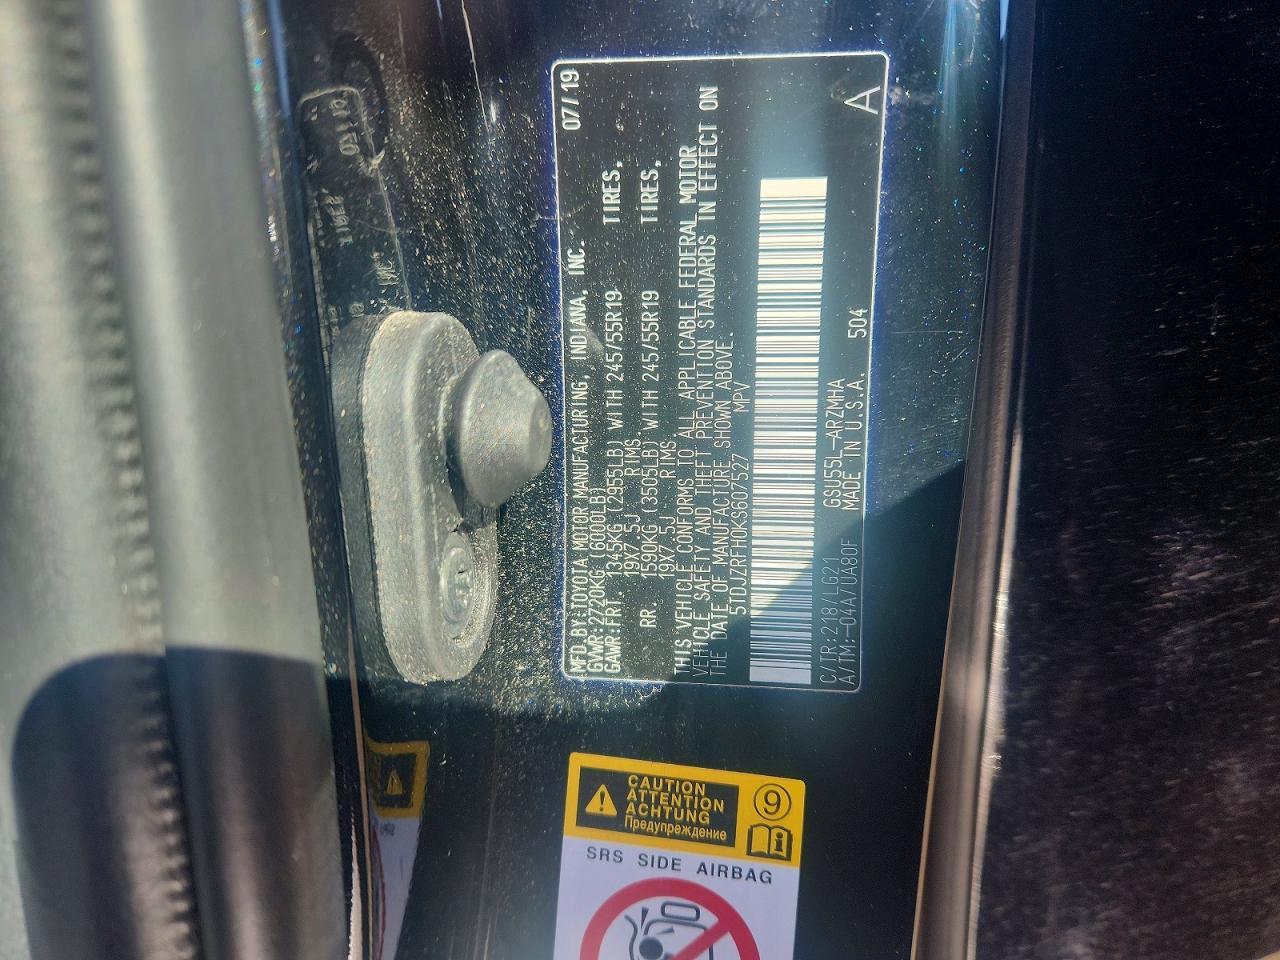 MFD.BY:TOYOTA MOTOR MANUFACTURING, INDIANA, INC. 07/19
GVWR:2720KG (6000LB)
GAWR:FRT. 1345KG (2955LB) WITH 245/55R19 TIRES,
19X7.5J RIMS,
RR. 1590KG (3505LB) WITH 245/55R19 TIRES,
19X7.5J RIMS
THIS VEHICLE CONFORMS TO ALL APPLICABLE FEDERAL MOTOR
VEHICLE SAFETY AND THEFT PREVENTION STANDARDS IN EFFECT ON
THE DATE OF MANUFACTURE SHOWN ABOVE.
5TDJZRFH0KS607527 MPV
C/TR:218/LG21 GSU55L-ARZMHA
A/TM:-04A/UA80F MADE IN U.S.A. 504 A
CAUTION
ATTENTION
ACHTUNG
Предупреждение
9
SRS SIDE AIRBAG